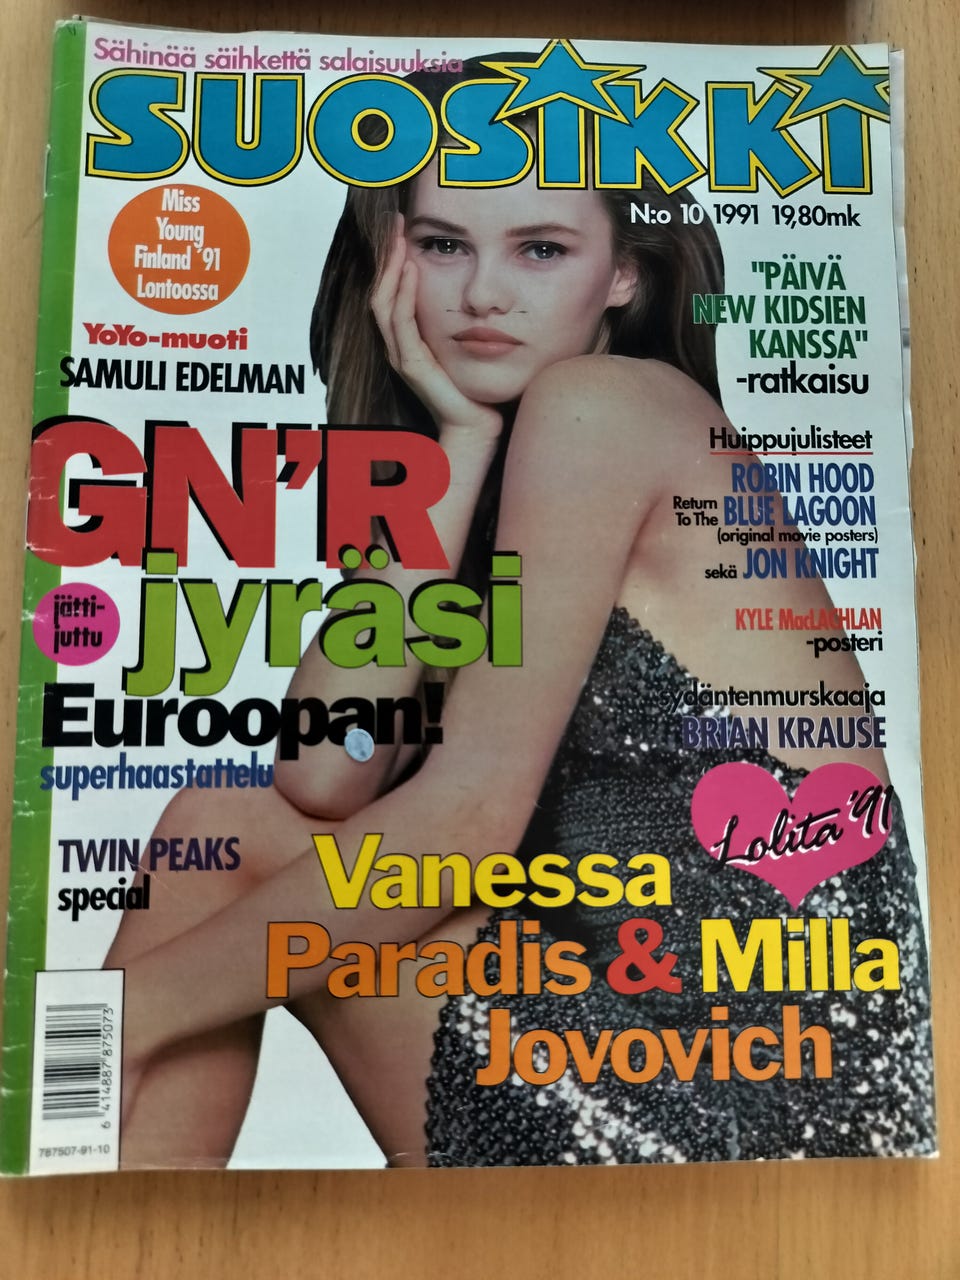 Sähinää säihkettä salaisuuksia
SUOSIKKI
N:o 10 1991 19,80mk
Miss
Young
Finland ´91
Lontoossa
YoYo-muoti
SAMULI EDELMAN
GN'R
jyräsi
Euroopan!
jätti-
juttu
superhaastattelu
TWIN PEAKS
special
"PÄIVÄ
NEW KIDSIEN
KANSSA"
-ratkaisu
Huippujulisteet
ROBIN HOOD
Return
To The BLUE LAGOON
(original movie posters)
sekä JON KNIGHT
KYLE MacLACHLAN
-posteri
sydäntenmurskaaja
BRIAN KRAUSE
Lolita '91
Vanessa
Paradis & Milla
Jovovich
6 414887 875073
787507-91-10